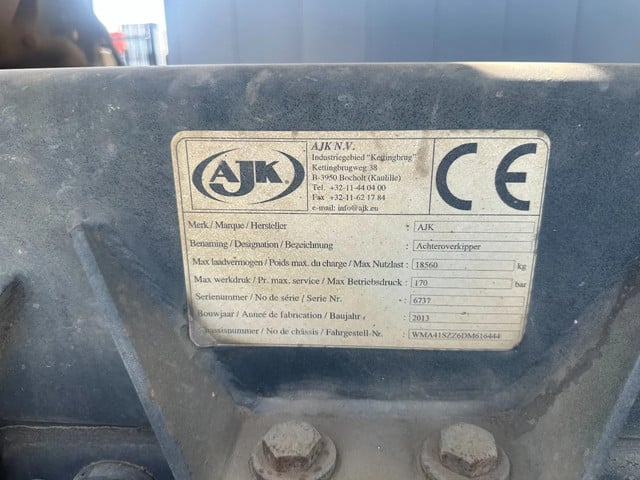 AJK
AJK N.V.
Industriegebied "Kettingbrug"
Kettingbrugweg 38
B-3950 Bocholt (Kaulille)
Tel. +32-11-44 04 00
Fax +32-11-62 17 84
e-mail: info@ajk.eu
CE
Merk / Marque / Hersteller : AJK
Benaming / Designation / Bezeichnung : Achteroverkipper
Max laadvermogen / Poids max. du charge / Max Nutzlast : 18560 kg
Max werkdruk / Pr. max. service / Max Betriebsdruck : 170 bar
Serienummer / No de série / Serie Nr. : 6737
Bouwjaar / Anneé de fabrication / Baujahr : 2013
Chassisnummer / No de châssis / Fahrgestell-Nr. : WMA41SZZ6DM616444